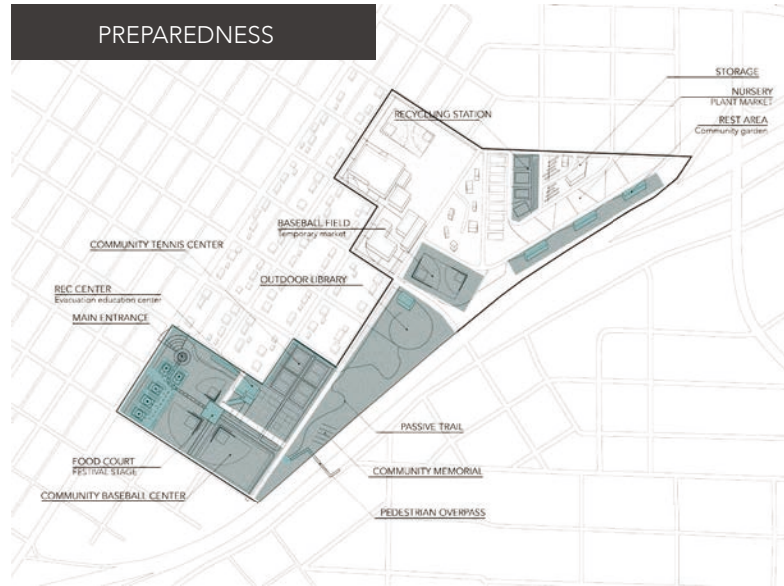 PREPAREDNESS
STORAGE
NURSERY
PLANT MARKET
REST AREA
Community garden
RECYCLING STATION
BASEBALL FIELD
Temporary market
COMMUNITY TENNIS CENTER
OUTDOOR LIBRARY
REC CENTER
Evacuation education center
MAIN ENTRANCE
PASSIVE TRAIL
FOOD COURT
FESTIVAL STAGE
COMMUNITY MEMORIAL
COMMUNITY BASEBALL CENTER
PEDESTRIAN OVERPASS